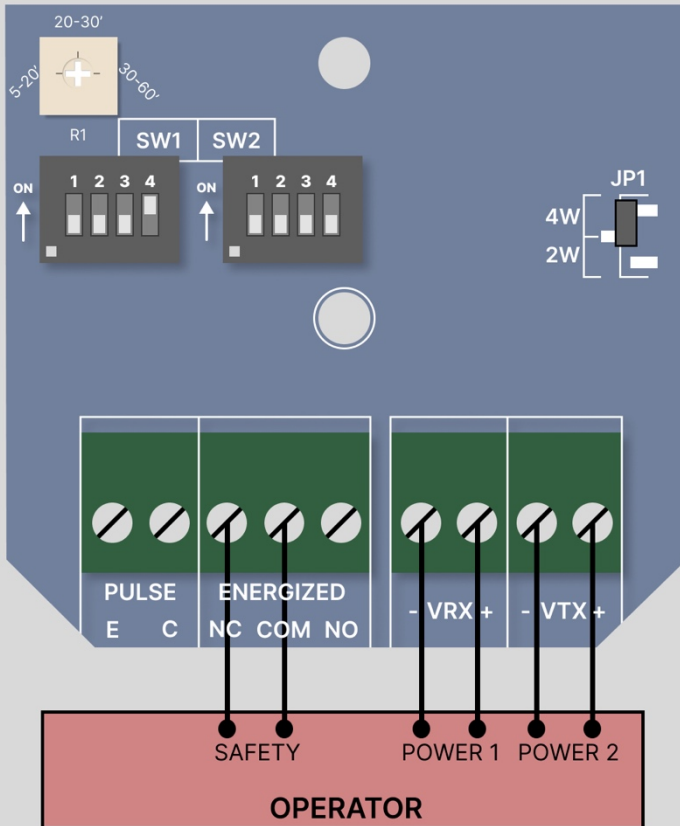 20-30'
5-20'
30-60'
R1
SW1 SW2
ON 1 2 3 4
ON 1 2 3 4
JP1
4W
2W
PULSE ENERGIZED
- VRX + - VTX +
E C NC COM NO
SAFETY POWER 1 POWER 2
OPERATOR